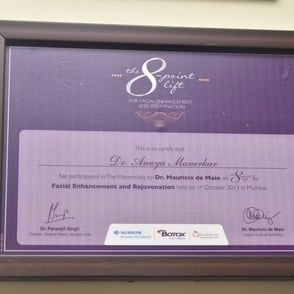 the 8-point lift
FOR FACIAL ENHANCEMENT
AND REJUVENATION
This is to certify that
Dr. Anaya Manerkar
has participated in The Masterclass by Dr. Mauricio de Maio on 8 for
Facial Enhancement and Rejuvenation held on 1st October 2013 in Mumbai.
Dr. Paramjit Singh
ALLERGAN
BOTOX
Dr. Mauricio de Maio